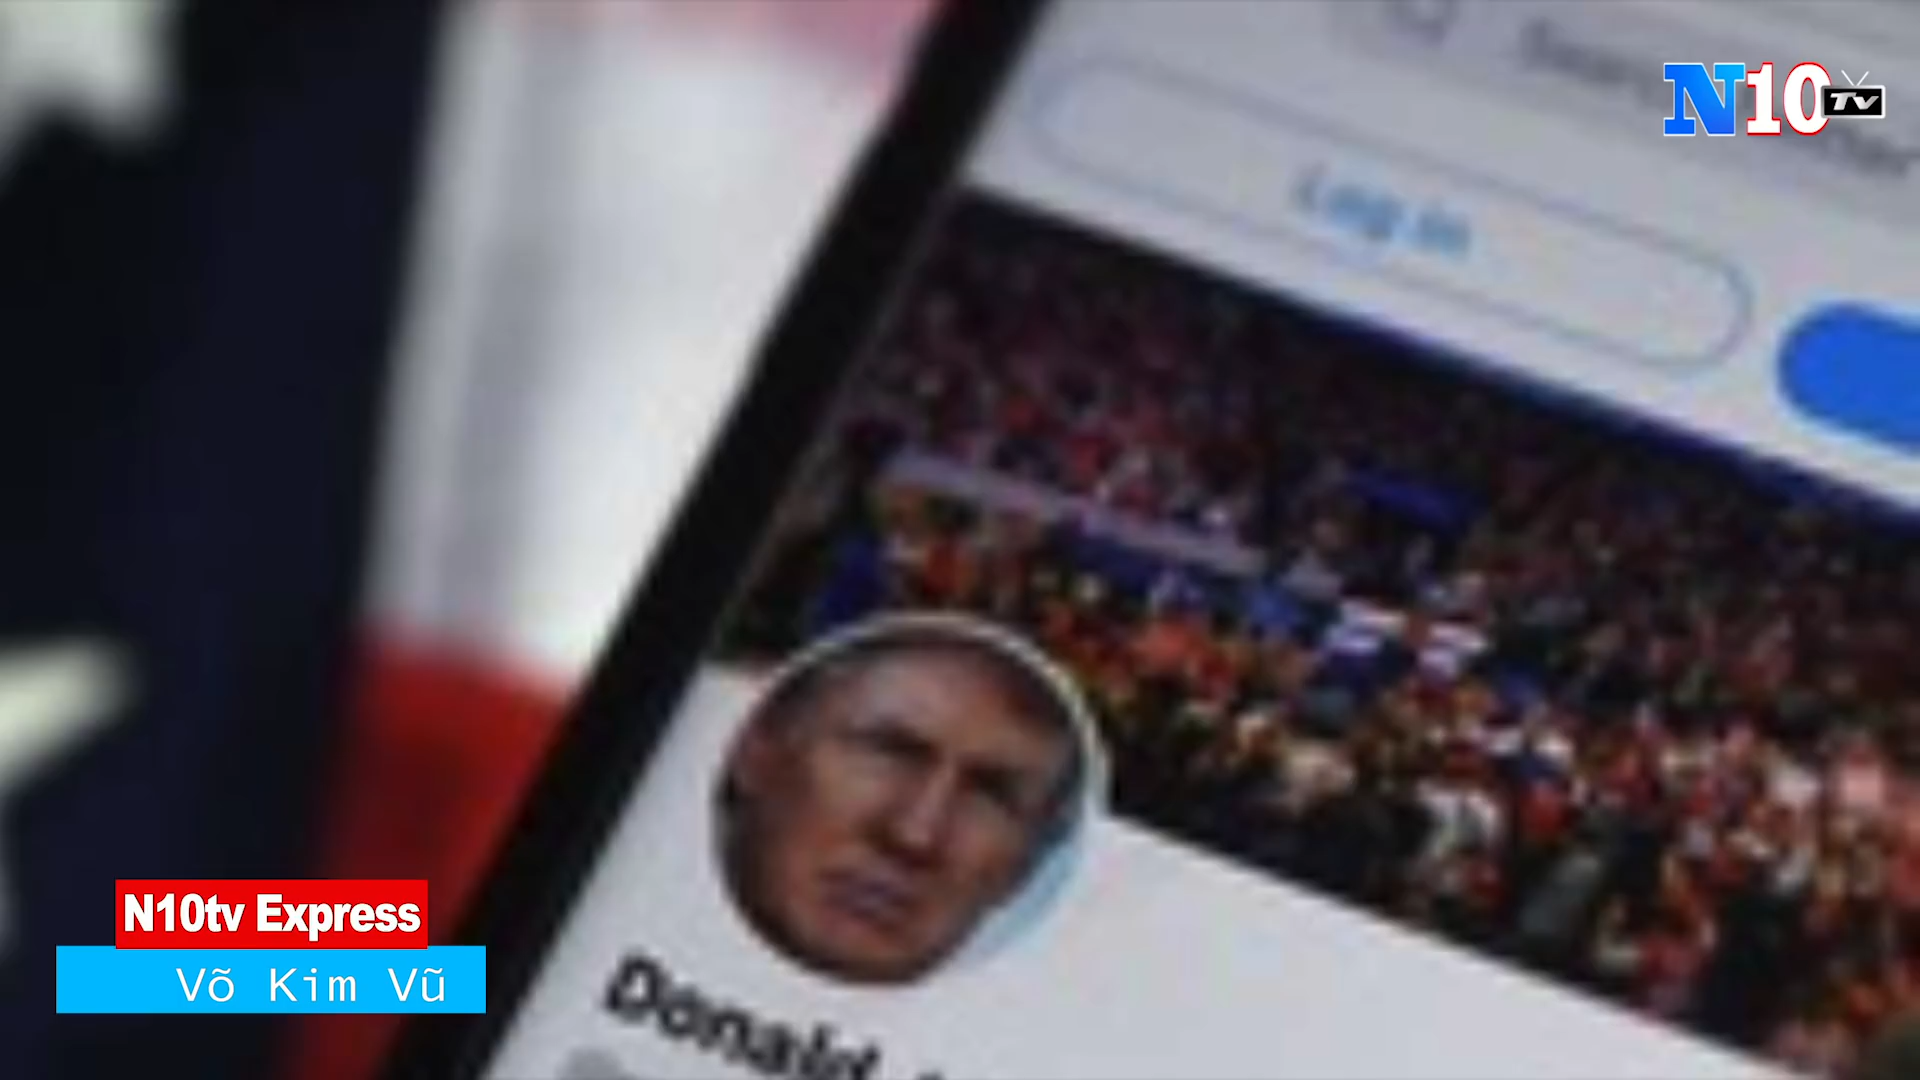 N10
TV
Log in
Donald
N10tv Express
Võ Kim Vũ